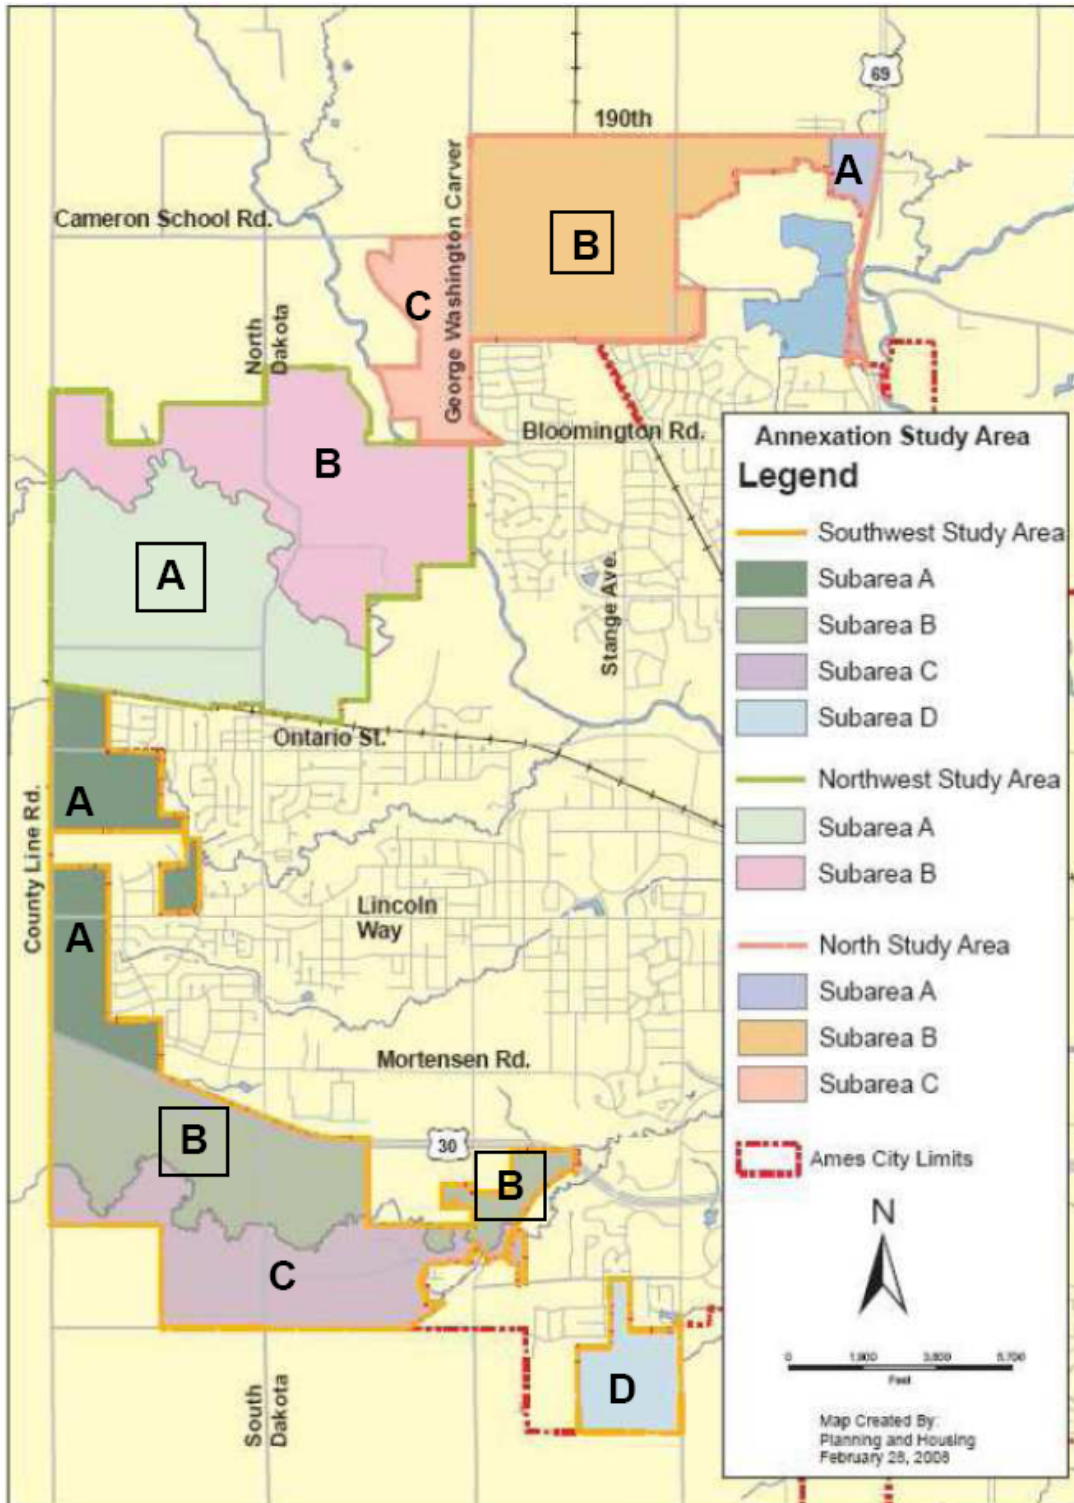 69
190th
A
George Washington Carver
Cameron School Rd.
B
C
North
Dakota
Bloomington Rd.
B
A
Stange Ave.
Ontario St.
County Line Rd.
A
Lincoln
Way
A
Mortensen Rd.
30
B
B
C
D
South
Dakota
Annexation Study Area
Legend
Southwest Study Area
Subarea A
Subarea B
Subarea C
Subarea D
Northwest Study Area
Subarea A
Subarea B
North Study Area
Subarea A
Subarea B
Subarea C
Ames City Limits
N
0
Feet
Map Created By:
Planning and Housing
February 28, 2008